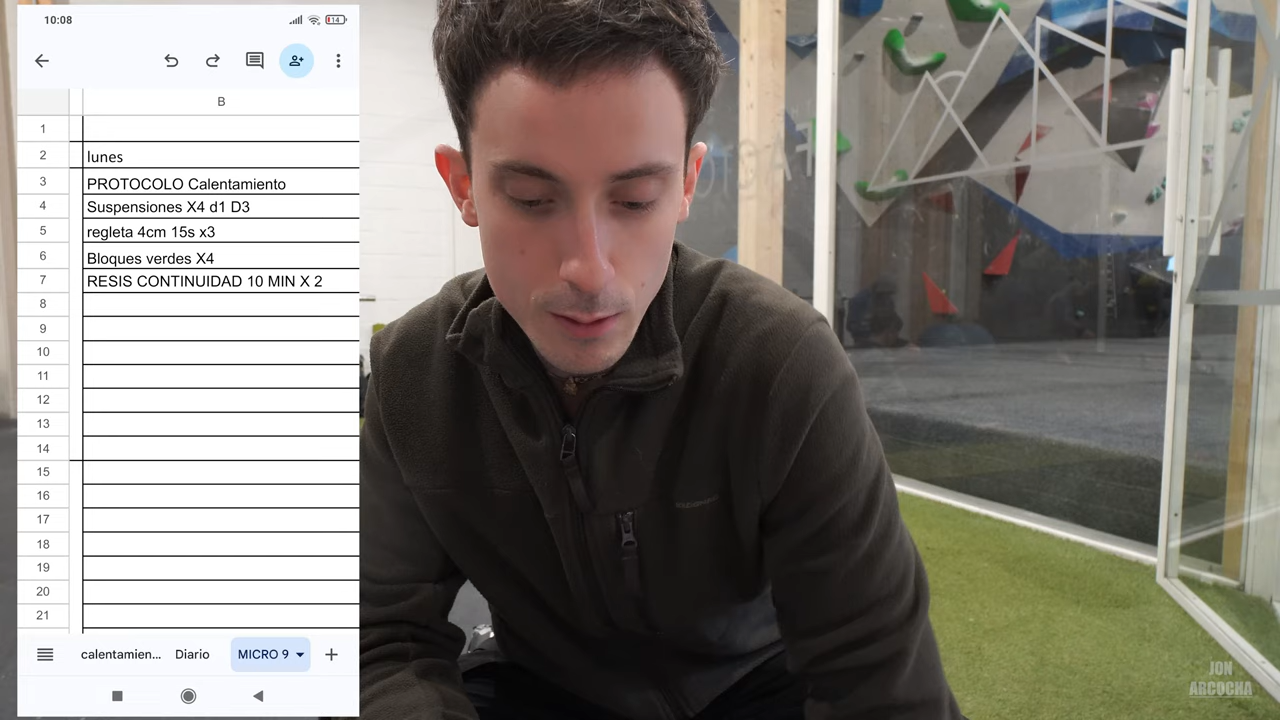 10:08
14
B
1
2 lunes
3 PROTOCOLO Calentamiento
4 Suspensiones X4 d1 D3
5 regleta 4cm 15s x3
6 Bloques verdes X4
7 RESIS CONTINUIDAD 10 MIN X 2
8
9
10
11
12
13
14
15
16
17
18
19
20
21
calentamien... Diario MICRO 9
JON
ARCOCHA